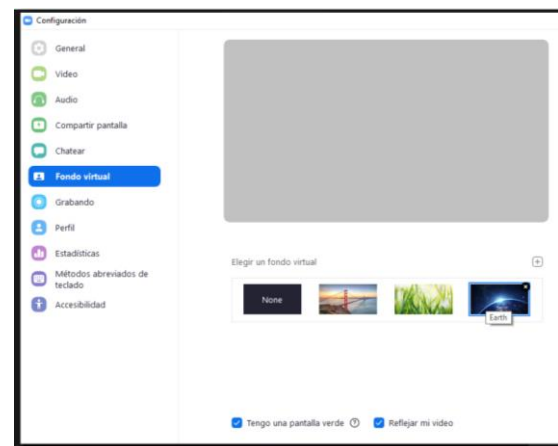 Configuración
General
Video
Audio
Compartir pantalla
Chatear
Fondo virtual
Grabando
Perfil
Estadísticas
Métodos abreviados de
teclado
Accesibilidad
Elegir un fondo virtual
None
Earth
Tengo una pantalla verde
Reflejar mi video